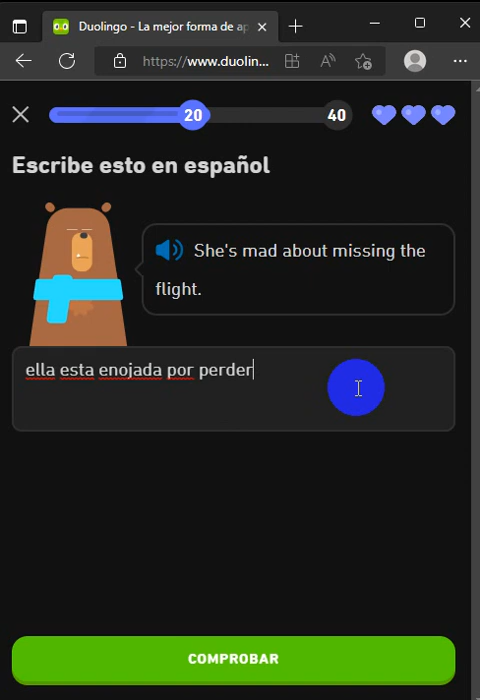 Duolingo - La mejor forma de ap
https://www.duolin...
20
40
Escribe esto en español
She's mad about missing the
flight.
ella esta enojada por perder
COMPROBAR